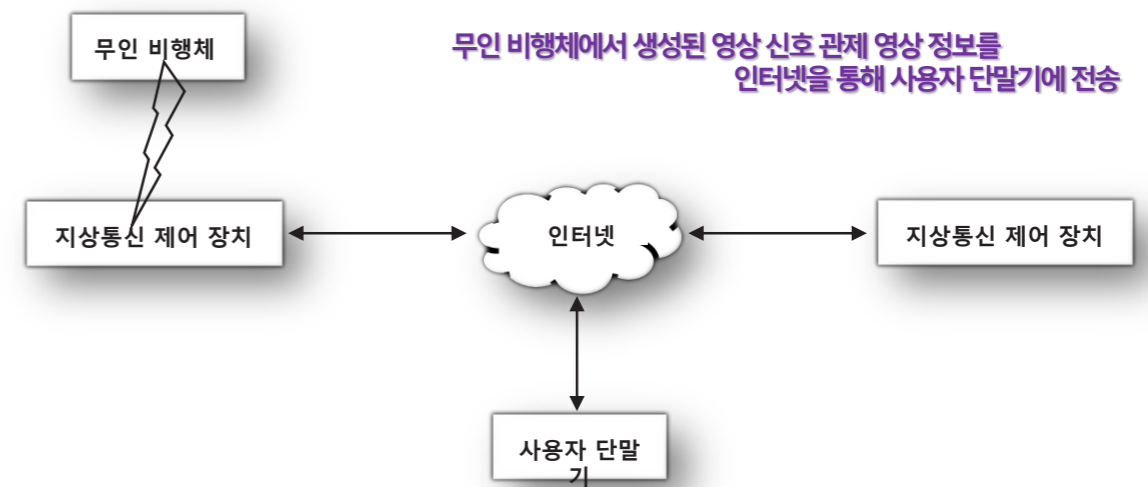 무인 비행체
무인 비행체에서 생성된 영상 신호 관제 영상 정보를
인터넷을 통해 사용자 단말기에 전송
지상통신 제어 장치
인터넷
지상통신 제어 장치
사용자 단말
기